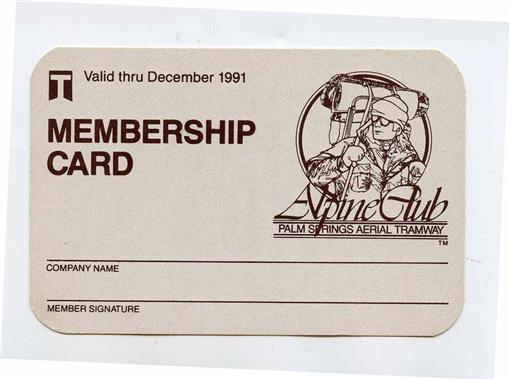 Valid thru December 1991
MEMBERSHIP
CARD
Alpine Club
PALM SPRINGS AERIAL TRAMWAY
TM
COMPANY NAME
MEMBER SIGNATURE